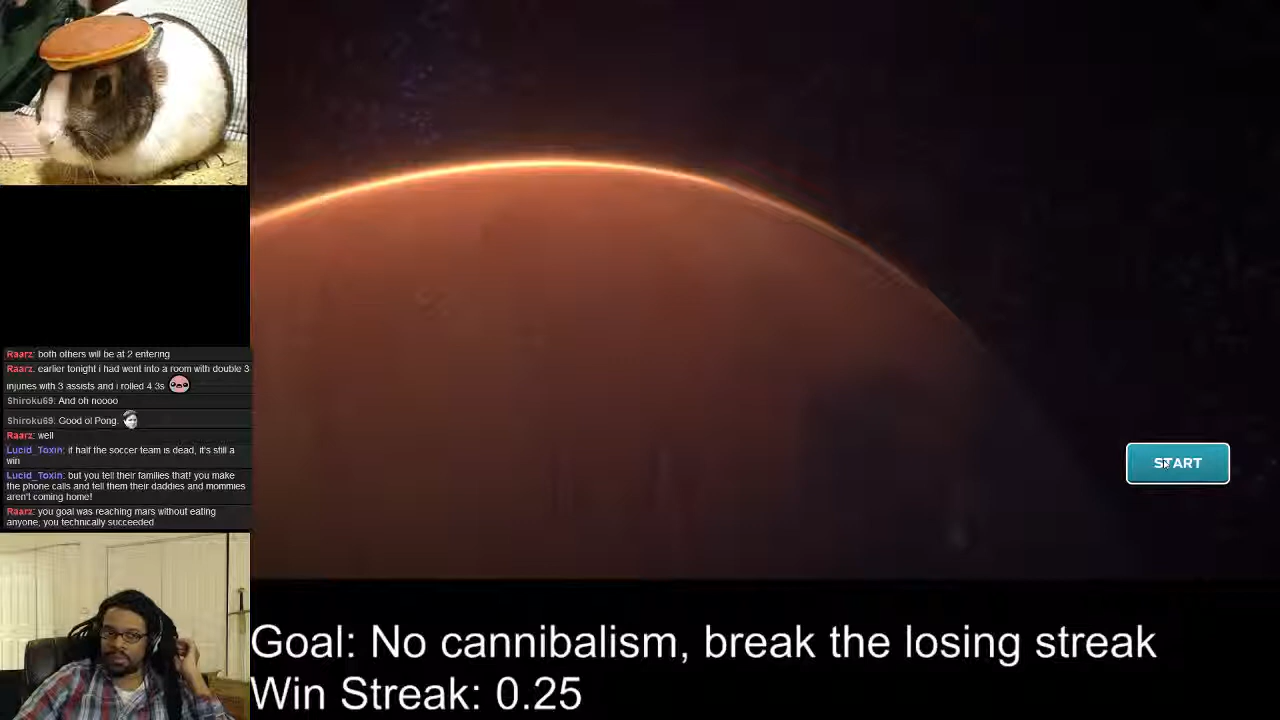 Raarz: both others will be at 2 entering
Raarz: earlier tonight i had went into a room with double 3
injuries with 3 assists and i rolled 4 3s
Shiroku69: And oh noooo
Shiroku69: Good ol Pong.
Raarz: well
Lucid_Toxin: if half the soccer team is dead, it's still a
win
Lucid_Toxin: but you tell their families that! you make
the phone calls and tell them their daddies and mommies
aren't coming home!
Raarz: you goal was reaching mars without eating
anyone, you technically succeeded
START
Goal: No cannibalism, break the losing streak
Win Streak: 0.25